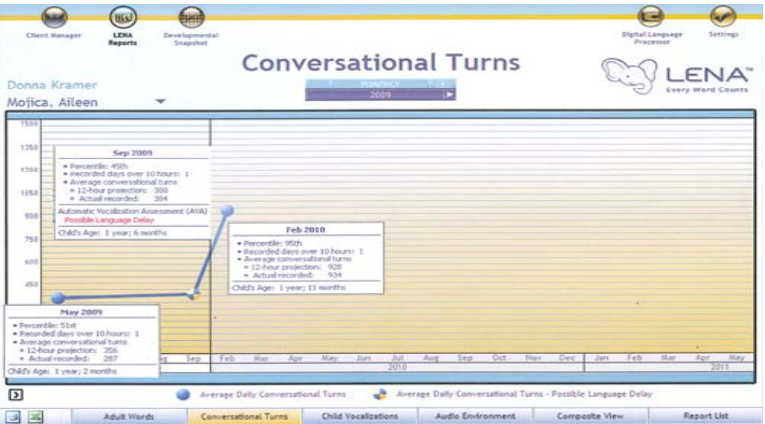 Client Manager
LENA Reports
Developmental Snapshot
Digital Language Processor
Settings
Conversational Turns
LENA™
Every Word Counts
Donna Kramer
Mojica, Aileen
MONTHLY
2009
1500
1350
1200
1050
900
750
600
450
Sep 2009
• Percentile: 45th
• Recorded days over 10 hours: 1
• Average conversational turns
• 12-hour projection:
• Actual recorded:
Automatic Vocalization Assessment (AVA)
Possible Language Delay
Child's Age: 1 year; 6 months
Feb 2010
• Percentile: 95th
• Recorded days over 10 hours: 1
• Average conversational turns
• 12-hour projection: 928
• Actual recorded: 934
Child's Age: 1 year; 11 months
May 2009
• Percentile: 51st
• Recorded days over 10 hours: 1
• Average conversational turns
• 12-hour projection: 356
• Actual recorded: 287
Child's Age: 1 year; 2 months
Sep Feb Mar Apr May Jun Jul Aug Sep Oct Nov Dec Jan Feb Mar Apr May
2010 2011
Average Daily Conversational Turns
Average Daily Conversational Turns - Possible Language Delay
Adult Words
Conversational Turns
Child Vocalizations
Audio Environment
Composite View
Report List